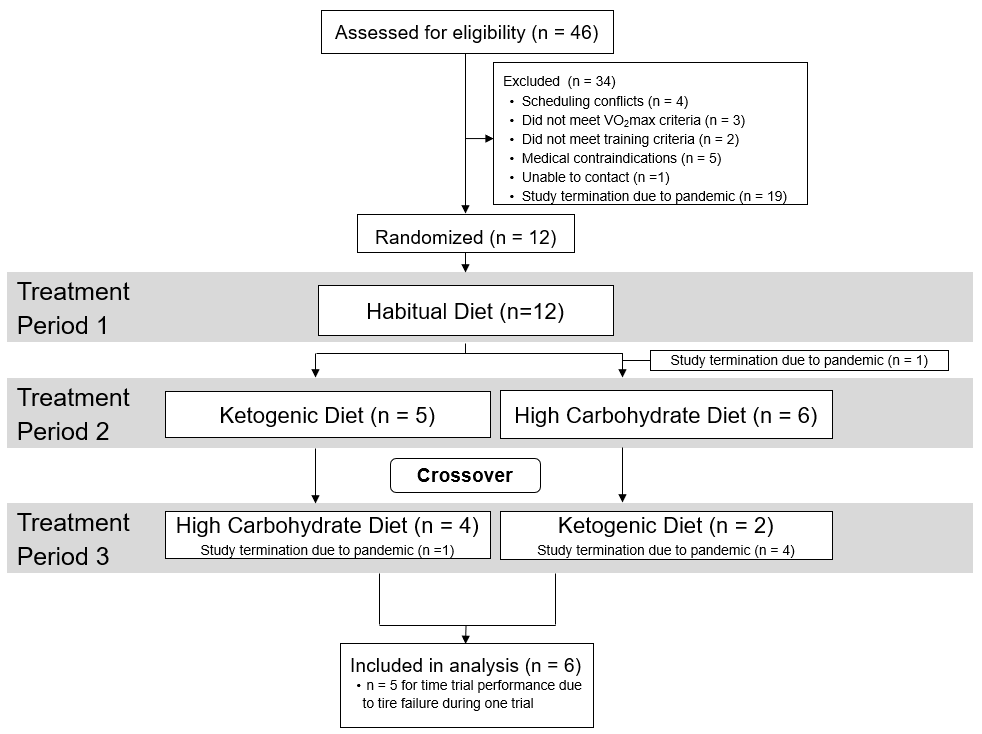 Assessed for eligibility (n = 46)
Excluded  (n = 34)
• Scheduling conflicts (n = 4)
• Did not meet VO₂max criteria (n = 3)
• Did not meet training criteria (n = 2)
• Medical contraindications (n = 5)
• Unable to contact (n =1)
• Study termination due to pandemic (n = 19)
Randomized (n = 12)
Treatment
Period 1
Habitual Diet (n=12)
Study termination due to pandemic (n = 1)
Treatment
Period 2
Ketogenic Diet (n = 5)
High Carbohydrate Diet (n = 6)
Crossover
Treatment
Period 3
High Carbohydrate Diet (n = 4)
Study termination due to pandemic (n =1)
Ketogenic Diet (n = 2)
Study termination due to pandemic (n = 4)
Included in analysis (n = 6)
• n = 5 for time trial performance due
to tire failure during one trial